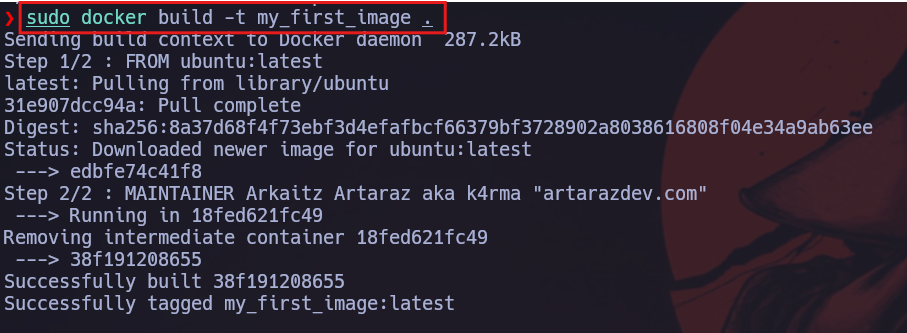 ❯ sudo docker build -t my_first_image .
Sending build context to Docker daemon  287.2kB
Step 1/2 : FROM ubuntu:latest
latest: Pulling from library/ubuntu
31e907dcc94a: Pull complete
Digest: sha256:8a37d68f4f73ebf3d4efafbcf66379bf3728902a8038616808f04e34a9ab63ee
Status: Downloaded newer image for ubuntu:latest
 ---> edbfe74c41f8
Step 2/2 : MAINTAINER Arkaitz Artaraz aka k4rma "artarazdev.com"
 ---> Running in 18fed621fc49
Removing intermediate container 18fed621fc49
 ---> 38f191208655
Successfully built 38f191208655
Successfully tagged my_first_image:latest